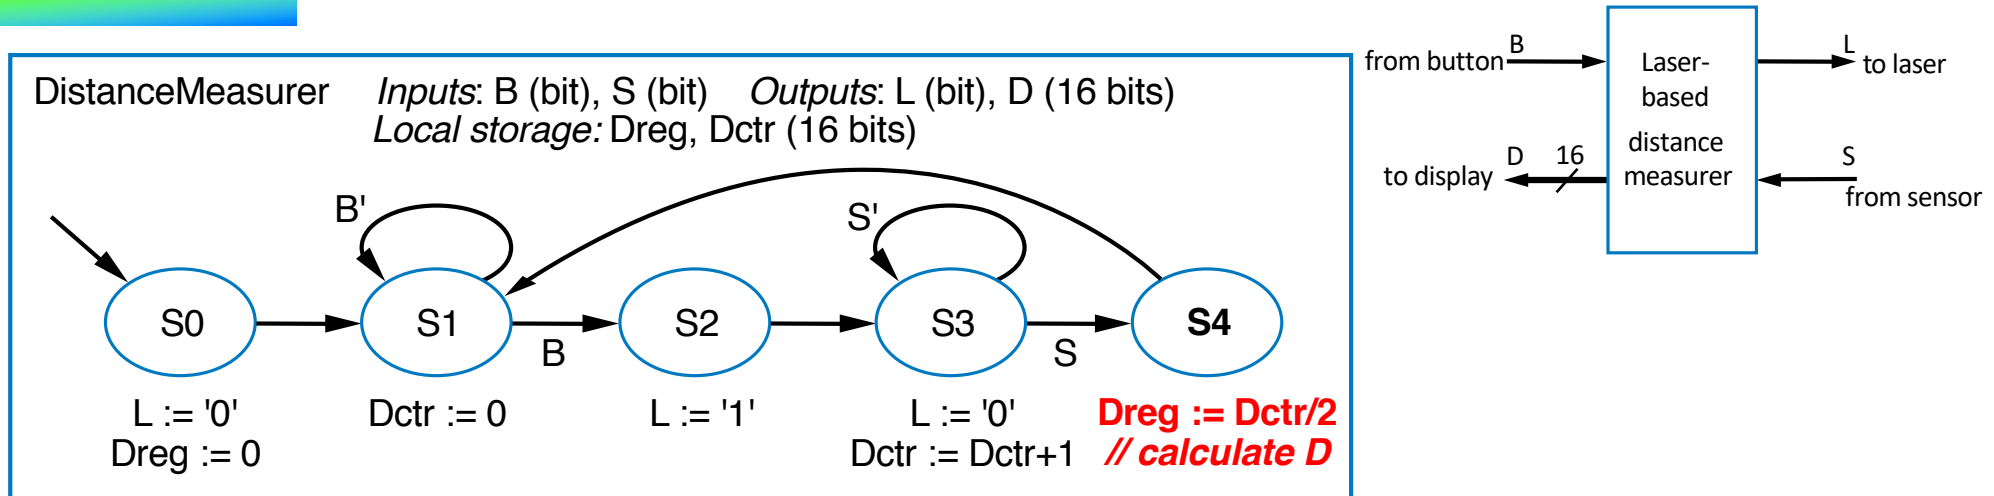 DistanceMeasurer Inputs: B (bit), S (bit) Outputs: L (bit), D (16 bits)
Local storage: Dreg, Dctr (16 bits)
B'
S'
S0
S1
S2
S3
S4
B
S
L := '0'
Dreg := 0
Dctr := 0
L := '1'
L := '0'
Dctr := Dctr+1
Dreg := Dctr/2
// calculate D
from button
B
Laser-
based
distance
measurer
L
to laser
to display
D
16
S
from sensor